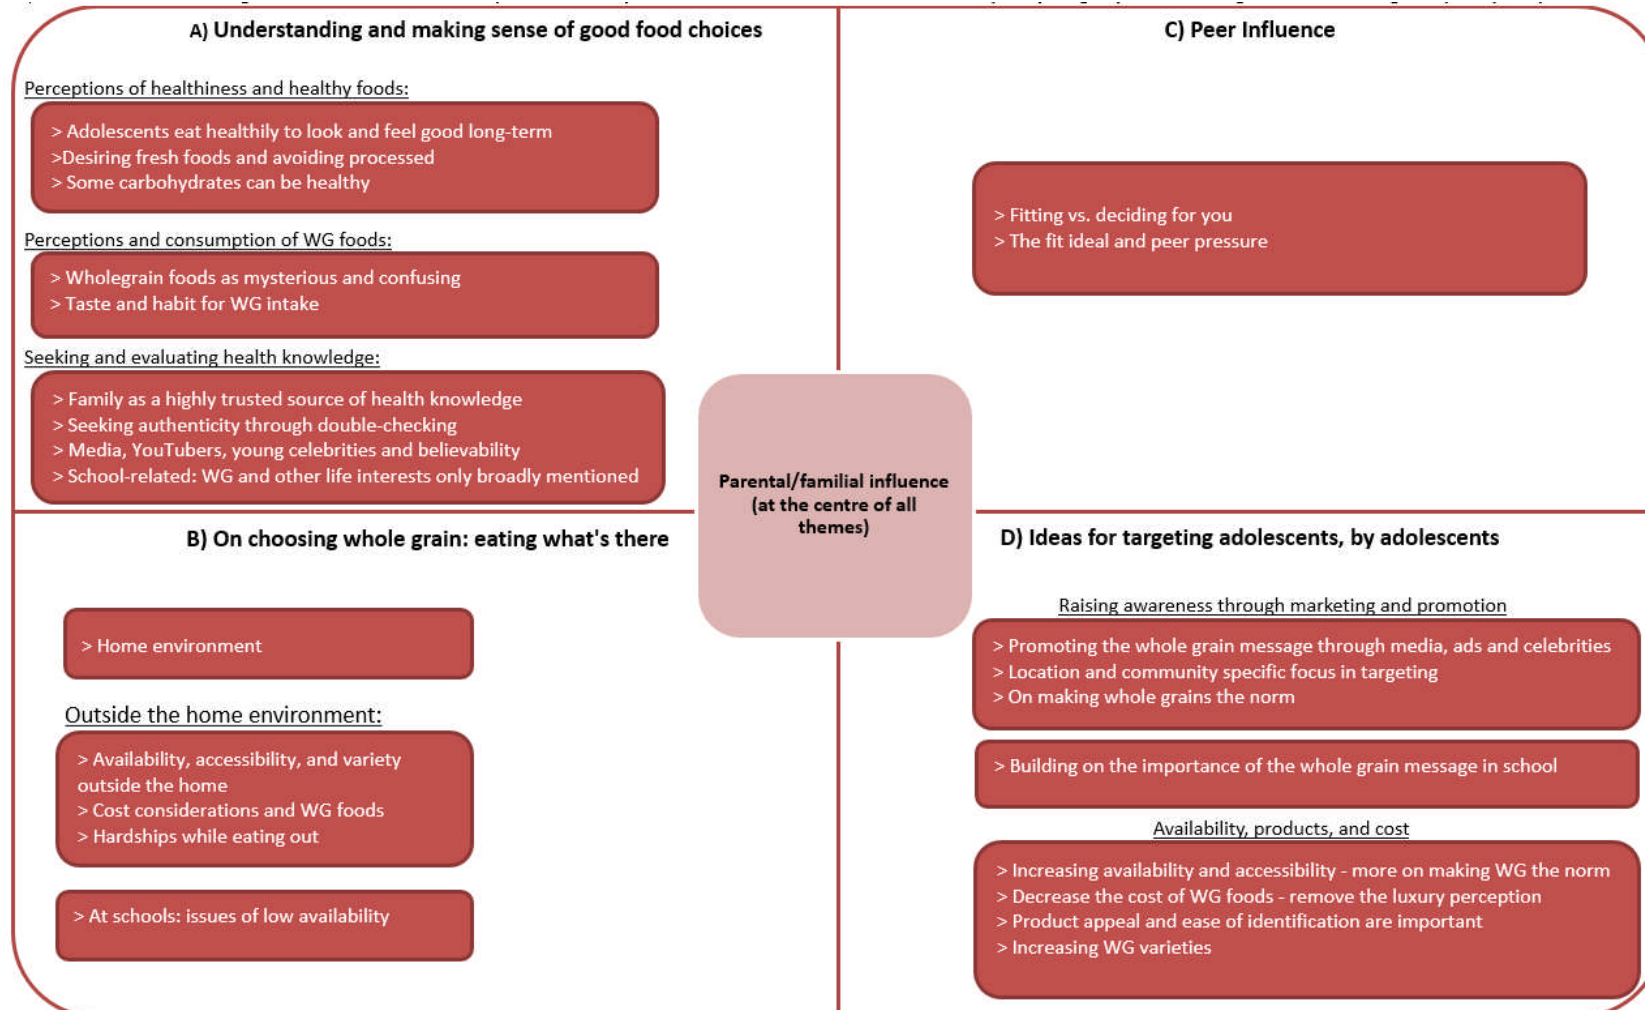 A) Understanding and making sense of good food choices
Perceptions of healthiness and healthy foods:
> Adolescents eat healthily to look and feel good long-term
>Desiring fresh foods and avoiding processed
> Some carbohydrates can be healthy
Perceptions and consumption of WG foods:
> Wholegrain foods as mysterious and confusing
> Taste and habit for WG intake
Seeking and evaluating health knowledge:
> Family as a highly trusted source of health knowledge
> Seeking authenticity through double-checking
> Media, YouTubers, young celebrities and believability
> School-related: WG and other life interests only broadly mentioned
C) Peer Influence
> Fitting vs. deciding for you
> The fit ideal and peer pressure
Parental/familial influence
(at the centre of all
themes)
B) On choosing whole grain: eating what's there
> Home environment
Outside the home environment:
> Availability, accessibility, and variety
outside the home
> Cost considerations and WG foods
> Hardships while eating out
> At schools: issues of low availability
D) Ideas for targeting adolescents, by adolescents
Raising awareness through marketing and promotion
> Promoting the whole grain message through media, ads and celebrities
> Location and community specific focus in targeting
> On making whole grains the norm
> Building on the importance of the whole grain message in school
Availability, products, and cost
> Increasing availability and accessibility - more on making WG the norm
> Decrease the cost of WG foods - remove the luxury perception
> Product appeal and ease of identification are important
> Increasing WG varieties